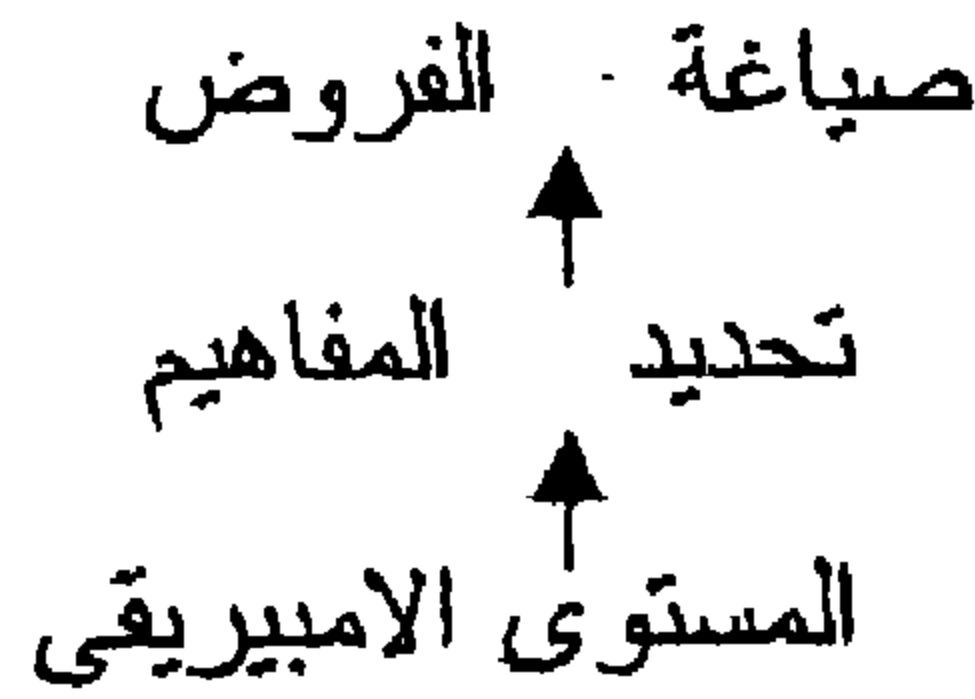 صياغة الفروض
تحديد المفاهيم
المستوى الامبيريقى